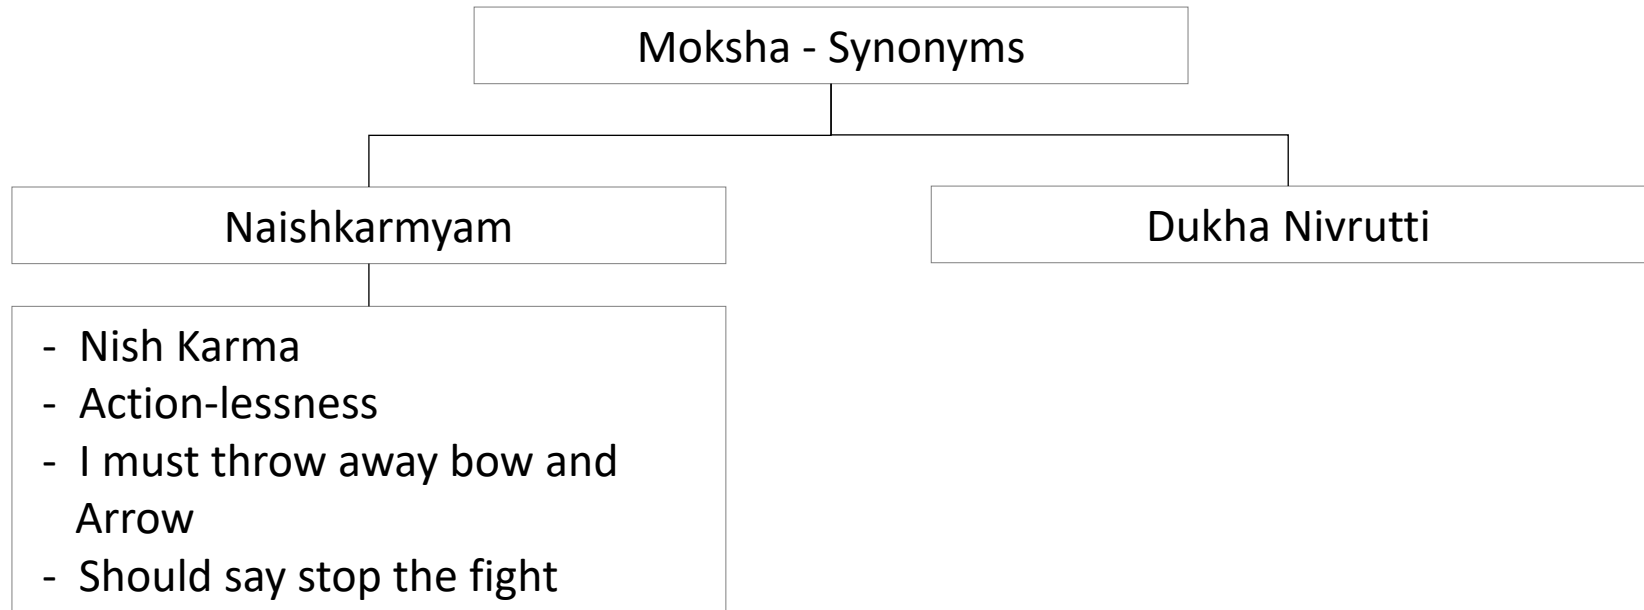 Moksha - Synonyms
Naishkarmyam
Dukha Nivrutti
- Nish Karma
- Action-lessness
- I must throw away bow and
Arrow
- Should say stop the fight